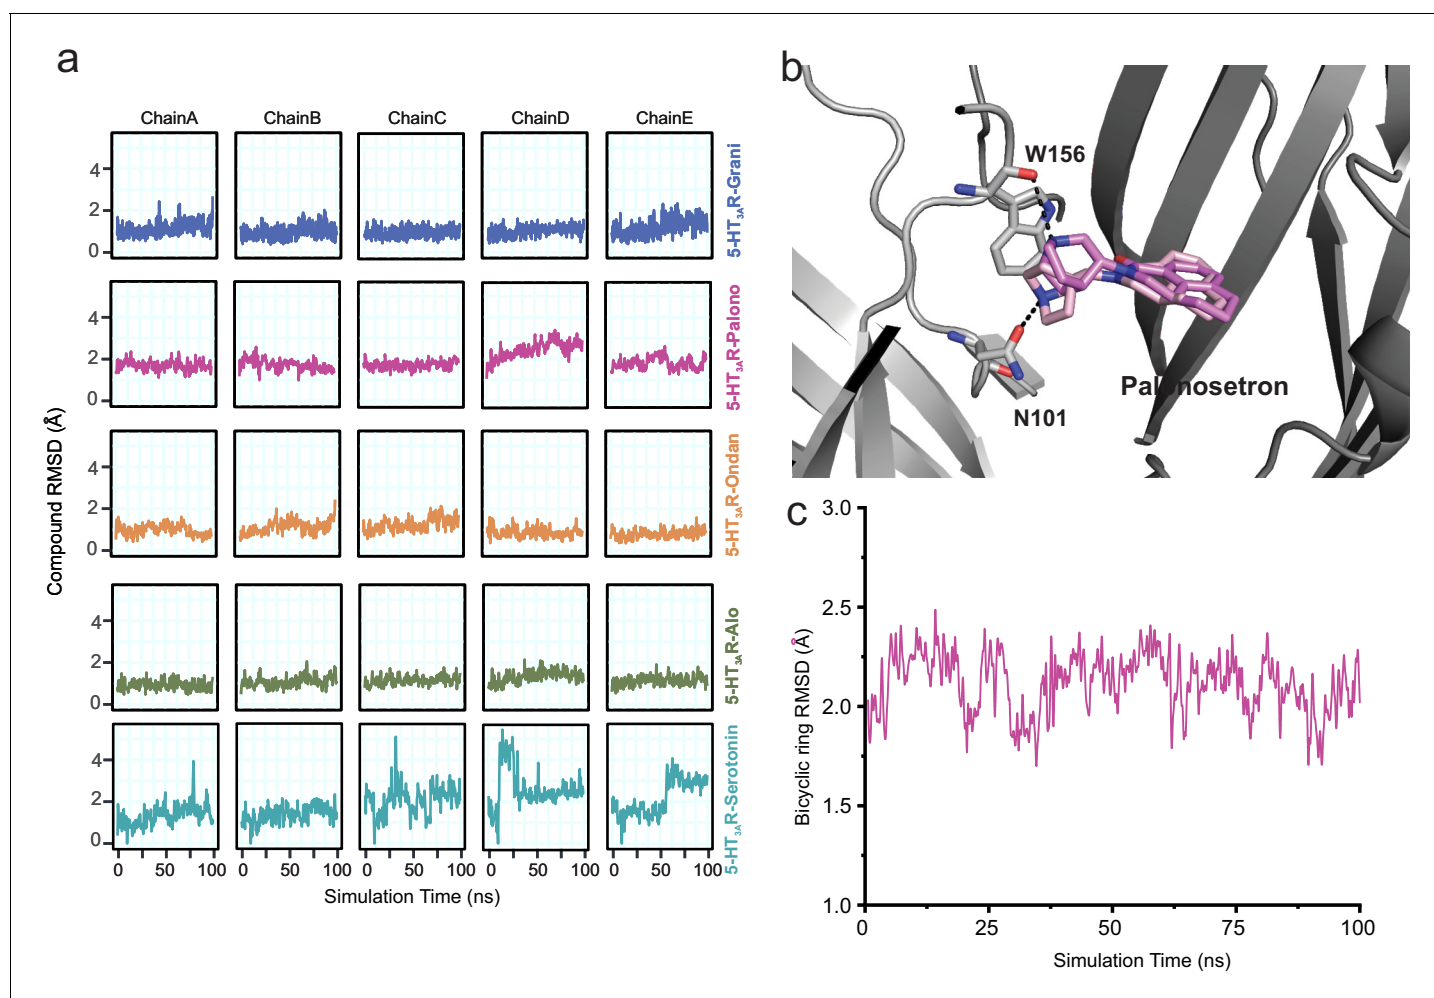 a
ChainA ChainB ChainC ChainD ChainE
Compound RMSD (Å)
4
2
0
5-HT3AR-Grani
4
2
0
5-HT3AR-Palono
4
2
0
5-HT3AR-Ondan
4
2
0
5-HT3AR-Alo
4
2
0
5-HT3AR-Serotonin
0 50 100 0 50 100 0 50 100 0 50 100 0 50 100
Simulation Time (ns)
b
W156
Palonosetron
N101
c
Bicyclic ring RMSD (Å)
3.0
2.5
2.0
1.5
1.0
0 25 50 75 100
Simulation Time (ns)